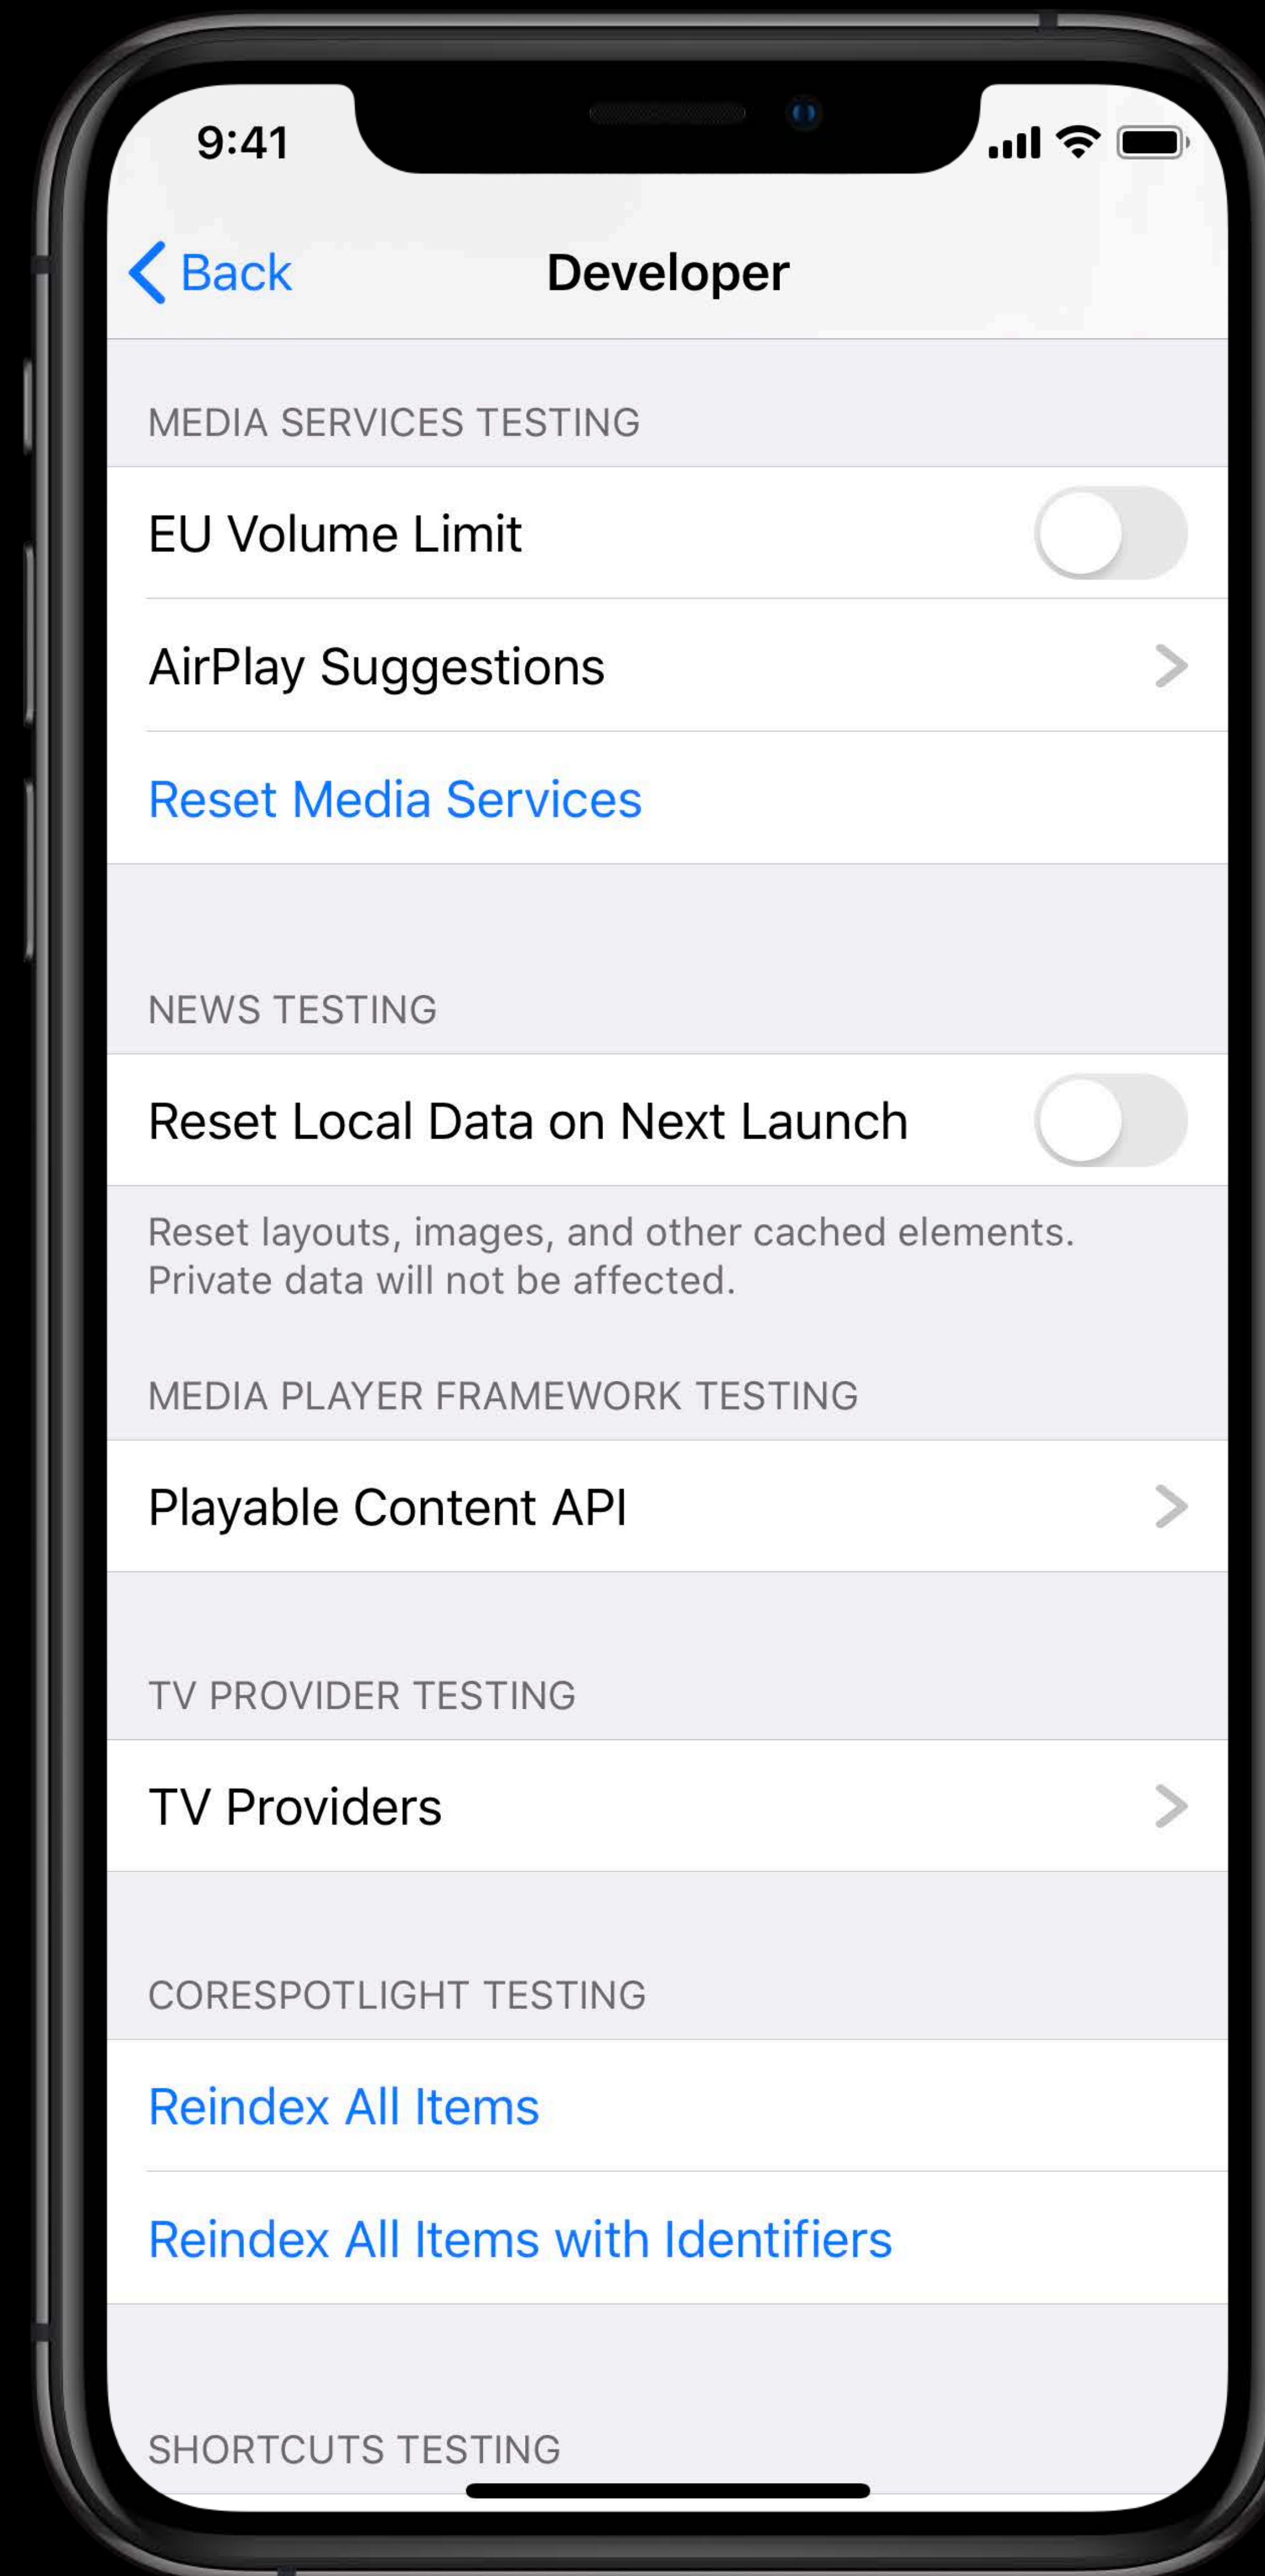 9:41
Back
Developer
MEDIA SERVICES TESTING
EU Volume Limit
AirPlay Suggestions
Reset Media Services
NEWS TESTING
Reset Local Data on Next Launch
Reset layouts, images, and other cached elements.
Private data will not be affected.
MEDIA PLAYER FRAMEWORK TESTING
Playable Content API
TV PROVIDER TESTING
TV Providers
CORESPOTLIGHT TESTING
Reindex All Items
Reindex All Items with Identifiers
SHORTCUTS TESTING